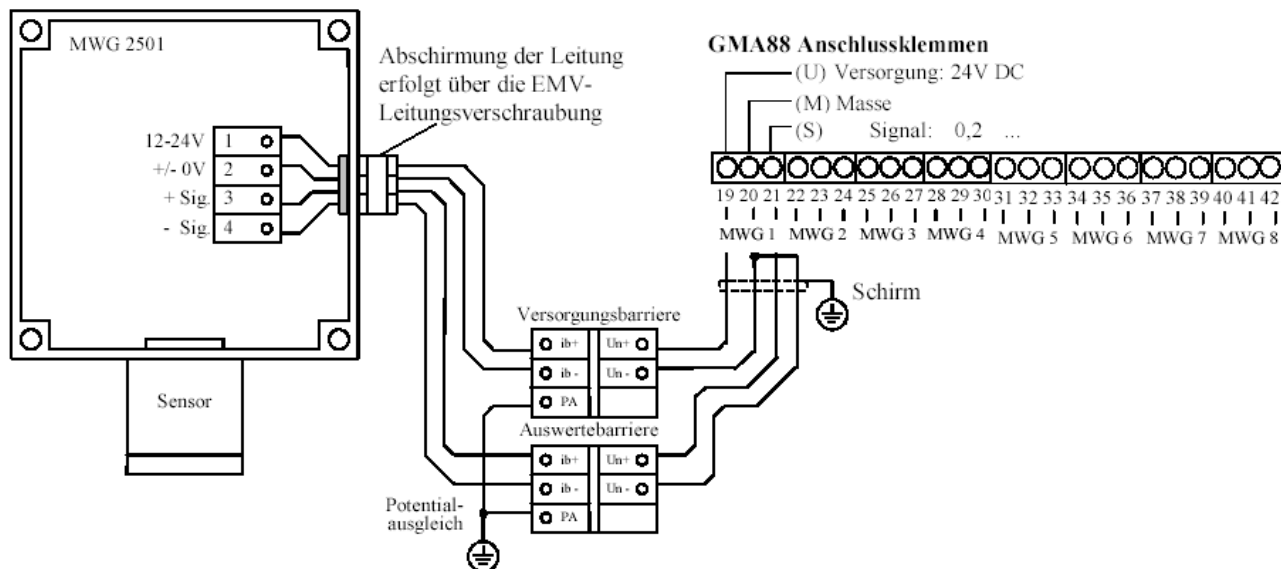 MWG 2501
12-24V 1
+/- 0V 2
+ Sig. 3
- Sig. 4
Sensor
Abschirmung der Leitung
erfolgt über die EMV-
Leitungsverschraubung
GMA88 Anschlussklemmen
(U) Versorgung: 24V DC
(M) Masse
(S) Signal: 0,2 ...
19 20 21 22 23 24 25 26 27 28 29 30 31 32 33 34 35 36 37 38 39 40 41 42
MWG 1 MWG 2 MWG 3 MWG 4 MWG 5 MWG 6 MWG 7 MWG 8
Schirm
Versorgungsbarriere
ib+ Un+
ib - Un -
PA
Auswertebarriere
ib+ Un+
ib - Un -
PA
Potential-
ausgleich